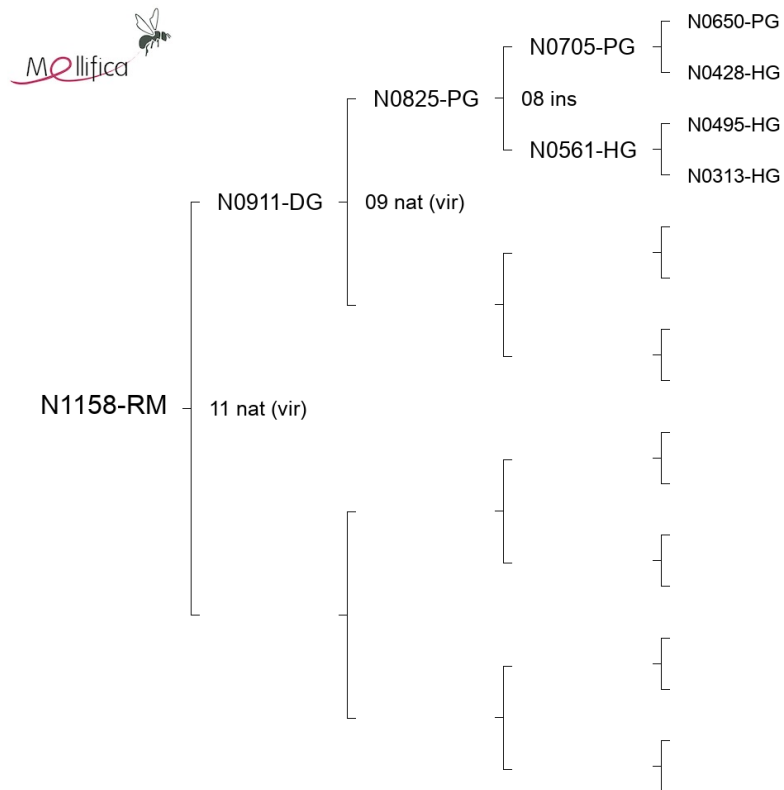 Mellifica
N0650-PG
N0705-PG
N0428-HG
N0825-PG
08 ins
N0495-HG
N0561-HG
N0313-HG
N0911-DG
09 nat (vir)
N1158-RM
11 nat (vir)